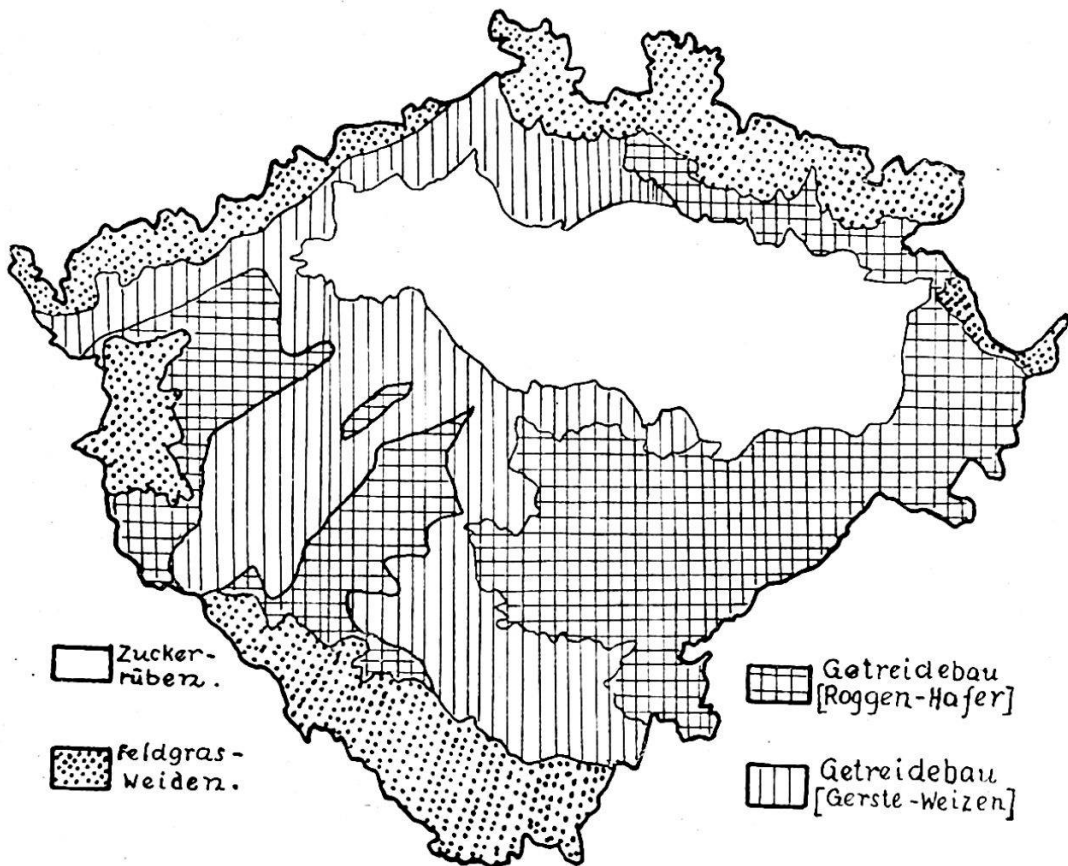 Zucker-
rüben.
Feldgras-
Weiden.
Getreidebau
[Roggen-Hafer]
Getreidebau
[Gerste-Weizen]